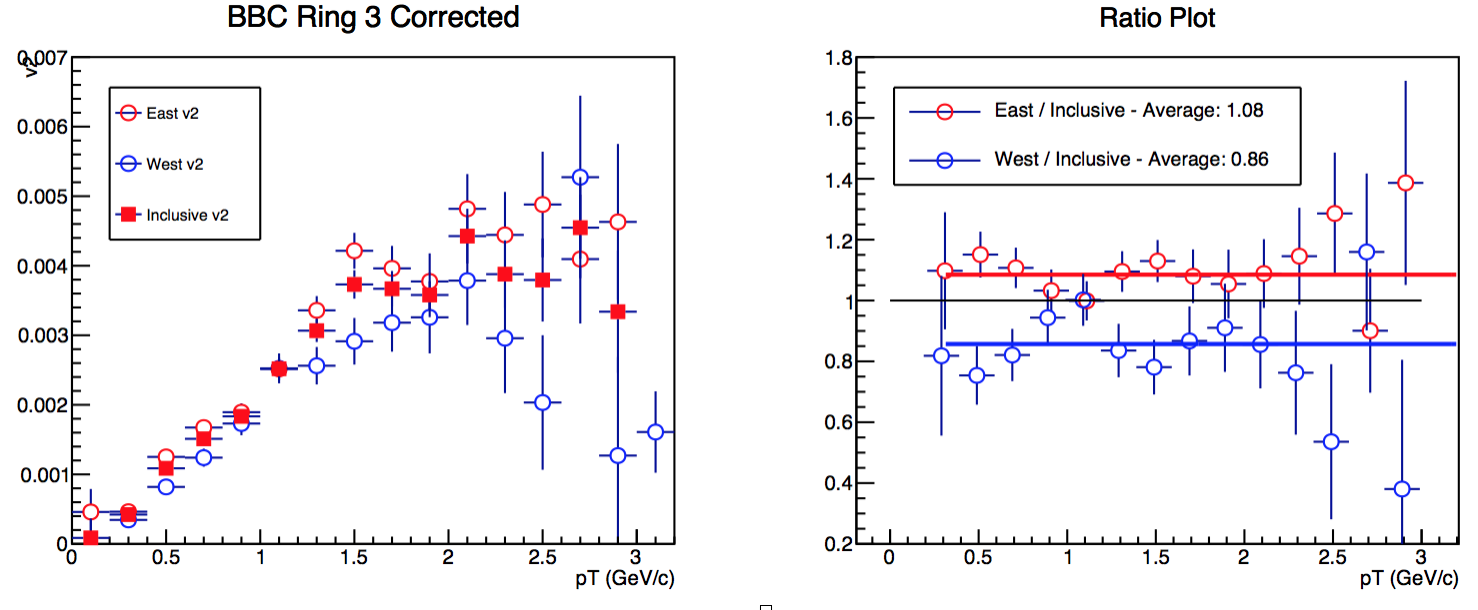 BBC Ring 3 Corrected
v2
0.007
0.006
0.005
0.004
0.003
0.002
0.001
0
East v2
West v2
Inclusive v2
0 0.5 1 1.5 2 2.5 3
pT (GeV/c)
Ratio Plot
1.8
1.6
1.4
1.2
1
0.8
0.6
0.4
0.2
East / Inclusive - Average: 1.08
West / Inclusive - Average: 0.86
0 0.5 1 1.5 2 2.5 3
pT (GeV/c)